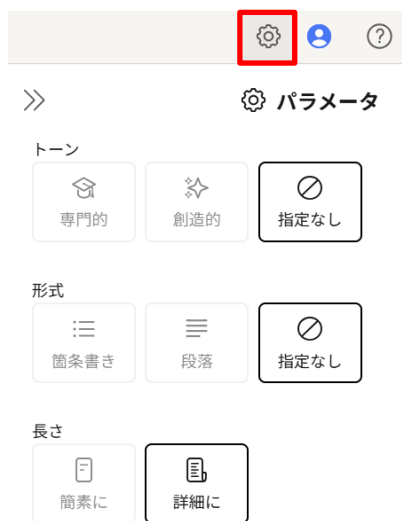 パラメータ
トーン
専門的 創造的 指定なし
形式
箇条書き 段落 指定なし
長さ
簡素に 詳細に